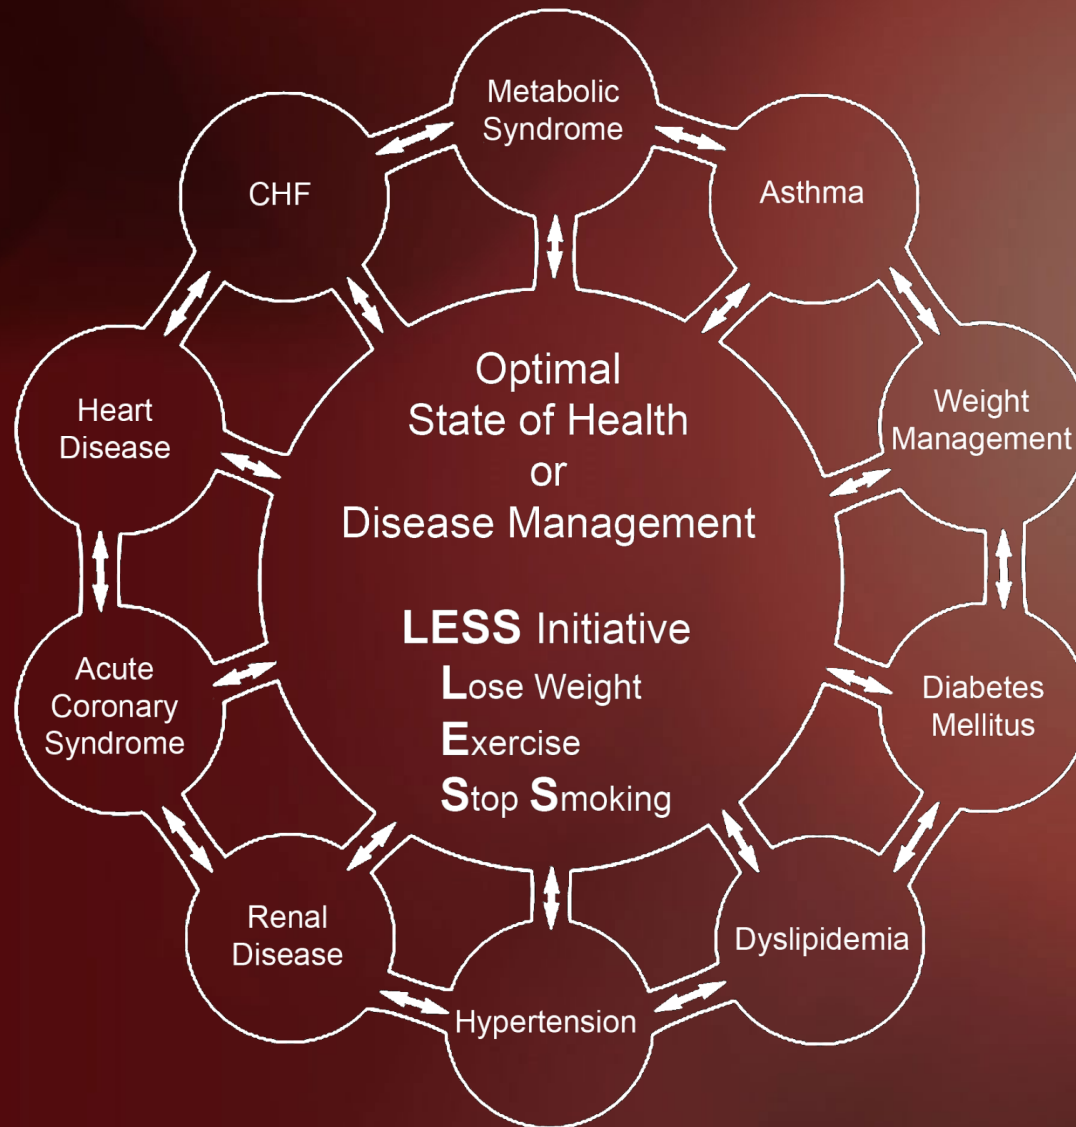 Metabolic
Syndrome
CHF
Asthma
Heart
Disease
Weight
Management
Optimal
State of Health
or
Disease Management
LESS Initiative
Lose Weight
Exercise
Stop Smoking
Acute
Coronary
Syndrome
Diabetes
Mellitus
Renal
Disease
Dyslipidemia
Hypertension